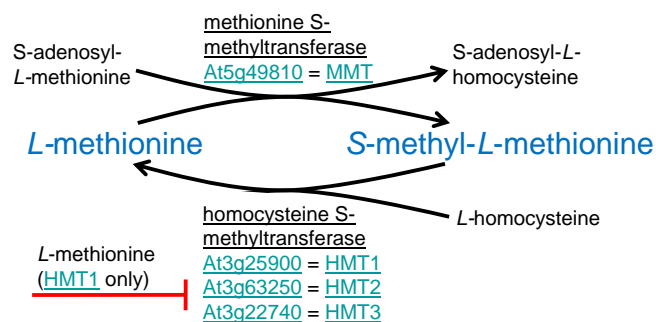 methionine S-
methyltransferase
At5g49810 = MMT
S-adenosyl-
L-methionine
S-adenosyl-L-
homocysteine
L-methionine
S-methyl-L-methionine
homocysteine S-
methyltransferase
At3g25900 = HMT1
At3g63250 = HMT2
At3g22740 = HMT3
L-homocysteine
L-methionine
(HMT1 only)